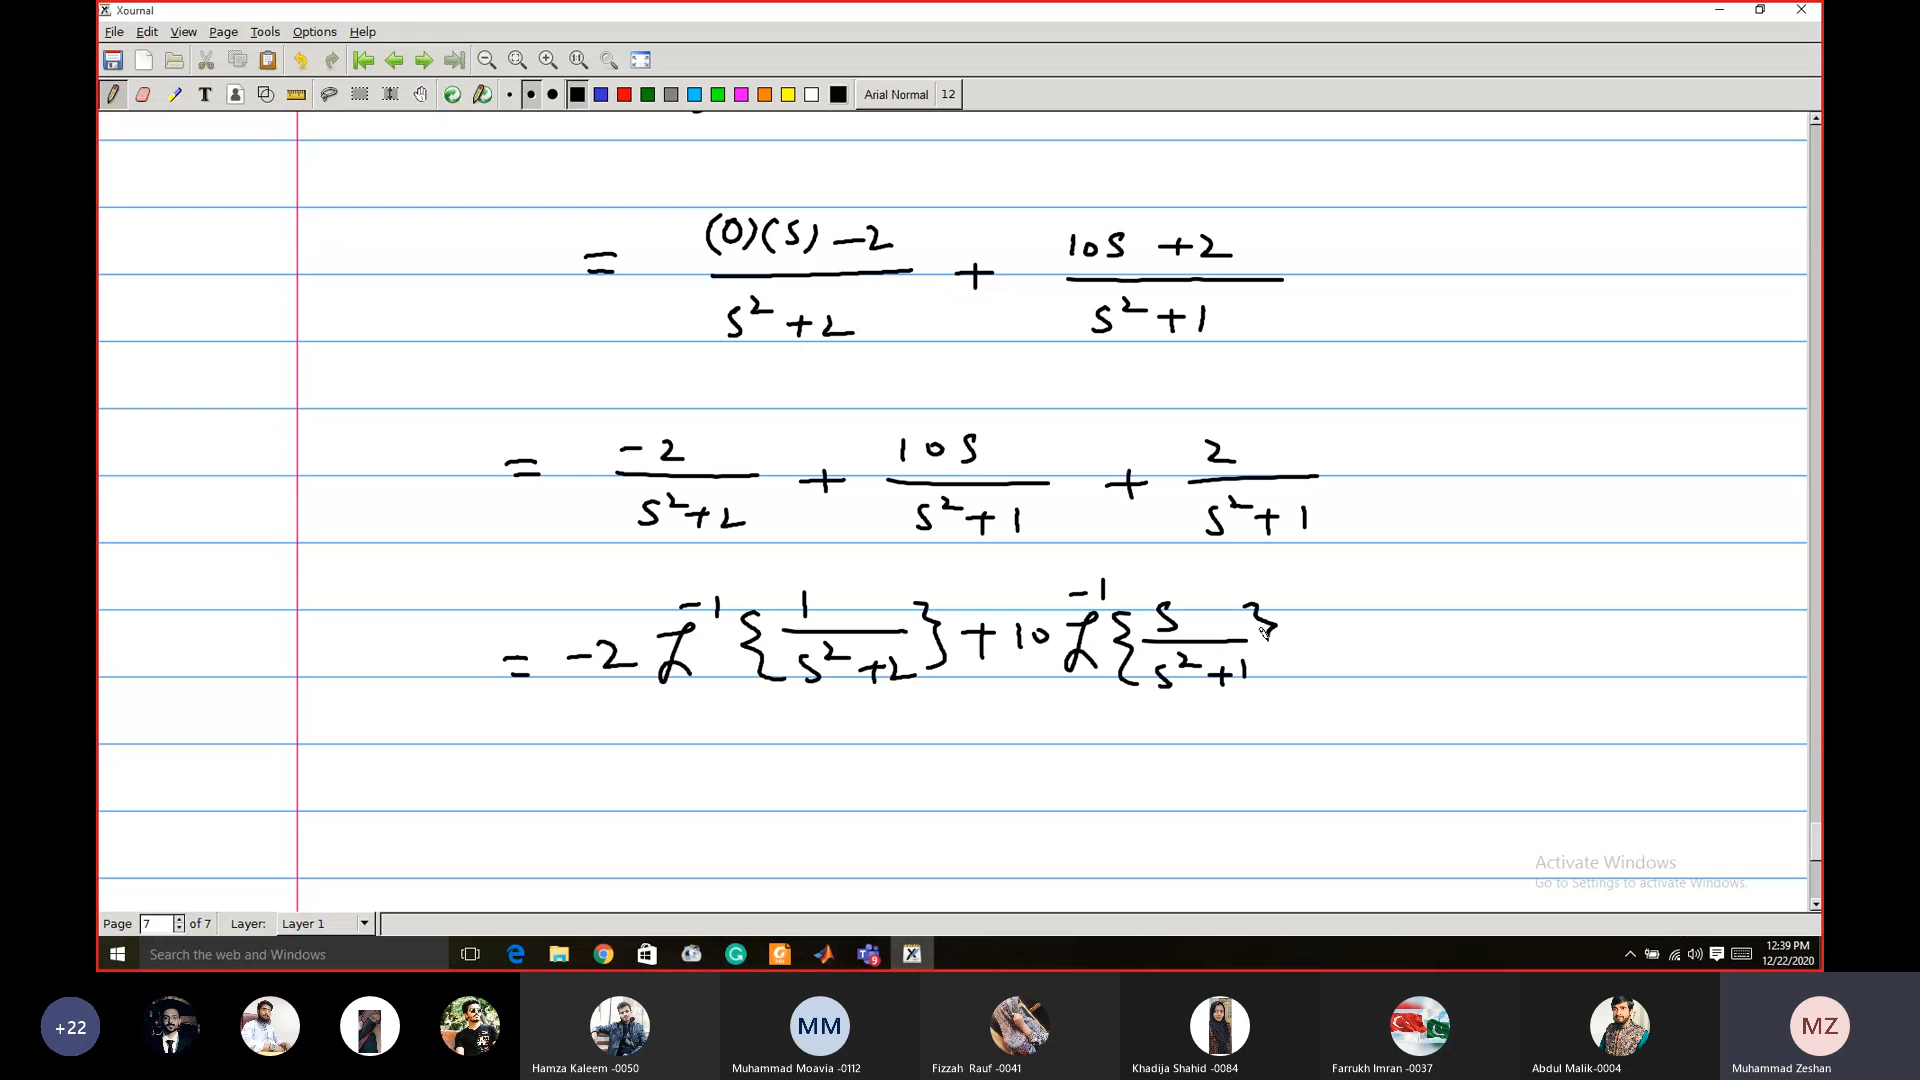 Xournal
File Edit View Page Tools Options Help
T Arial Normal 12
= (0)(s) -2 / s² +2 + 10s +2 / s² +1
= -2 / s²+2 + 10s / s²+1 + 2 / s²+1
= -2 ℒ⁻¹ { 1 / s²+2 } + 10 ℒ⁻¹ { s / s²+1 }
Activate Windows
Go to Settings to activate Windows.
Page 7 of 7 Layer: Layer 1
Search the web and Windows
9
12:39 PM
12/22/2020
+22 MM MZ
Hamza Kaleem -0050 Muhammad Moavia -0112 Fizzah Rauf -0041 Khadija Shahid -0084 Farrukh Imran -0037 Abdul Malik-0004 Muhammad Zeshan